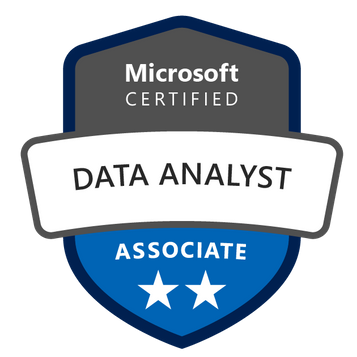 Microsoft
CERTIFIED
DATA ANALYST
ASSOCIATE